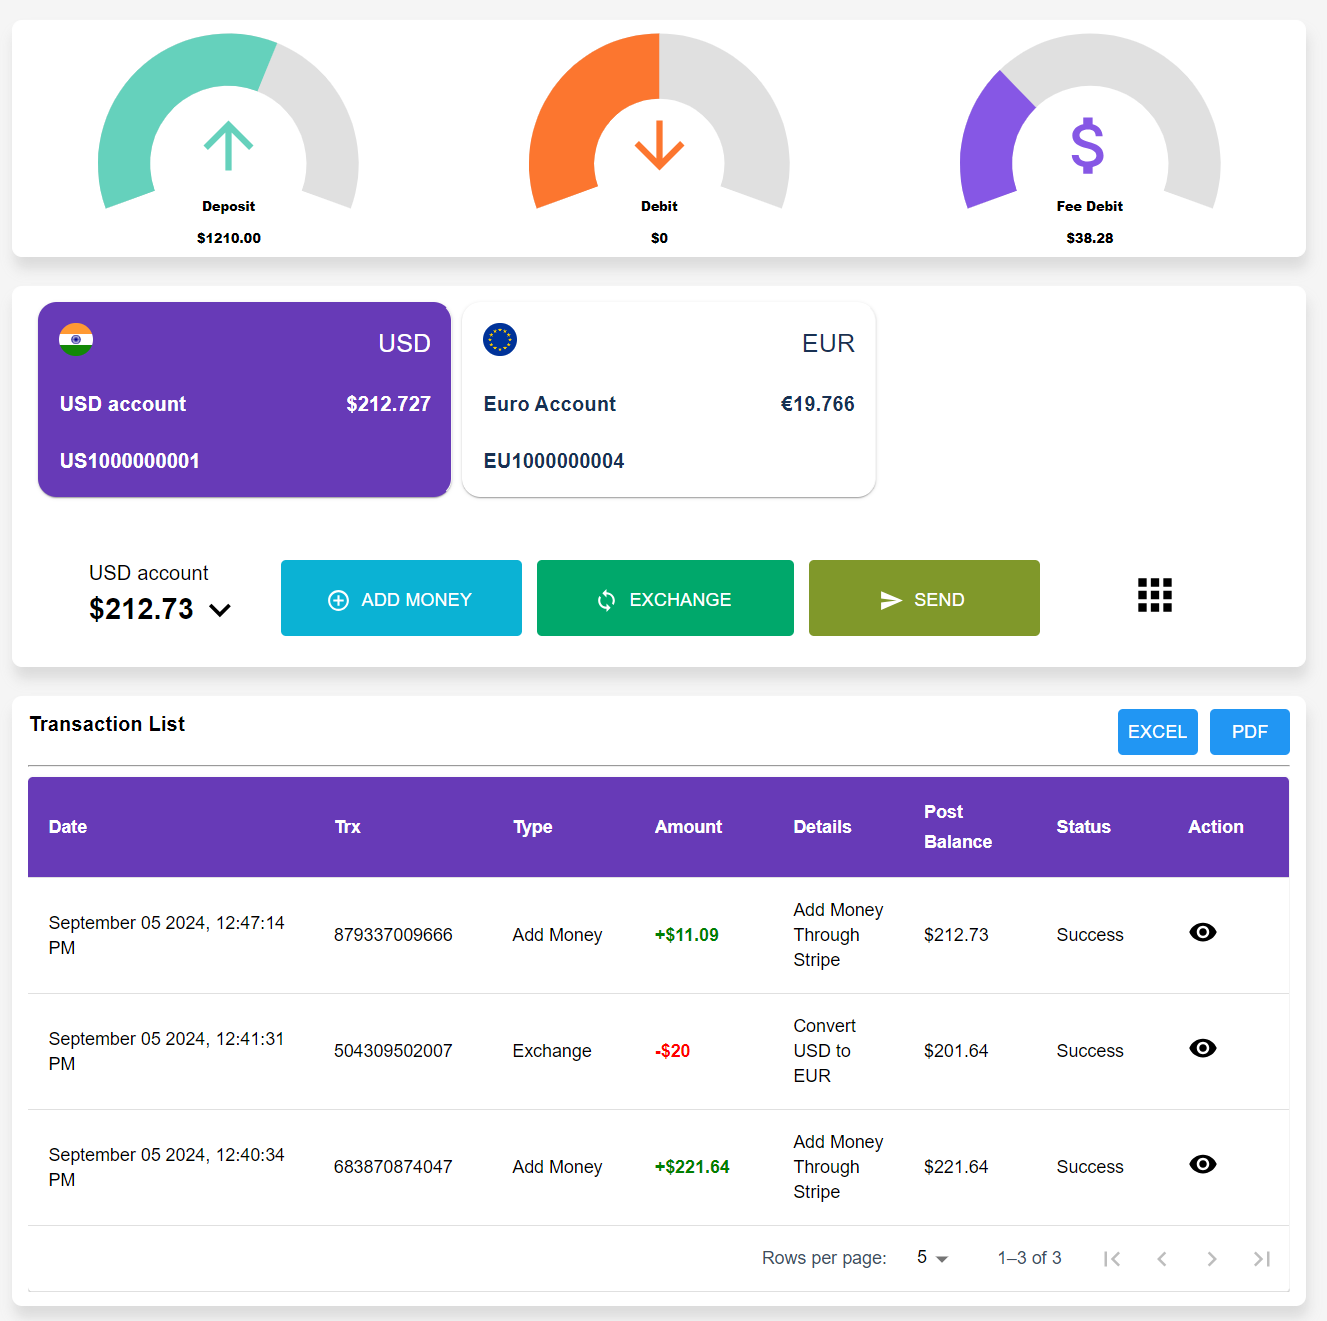 Deposit
$1210.00
Debit
$0
Fee Debit
$38.28
USD
USD account
$212.727
US1000000001
EUR
Euro Account
€19.766
EU1000000004
USD account
$212.73
ADD MONEY
EXCHANGE
SEND
Transaction List
EXCEL
PDF
Date
Trx
Type
Amount
Details
Post
Balance
Status
Action
September 05 2024, 12:47:14
PM
879337009666
Add Money
+$11.09
Add Money
Through
Stripe
$212.73
Success
September 05 2024, 12:41:31
PM
504309502007
Exchange
-$20
Convert
USD to
EUR
$201.64
Success
September 05 2024, 12:40:34
PM
683870874047
Add Money
+$221.64
Add Money
Through
Stripe
$221.64
Success
Rows per page:
5
1–3 of 3